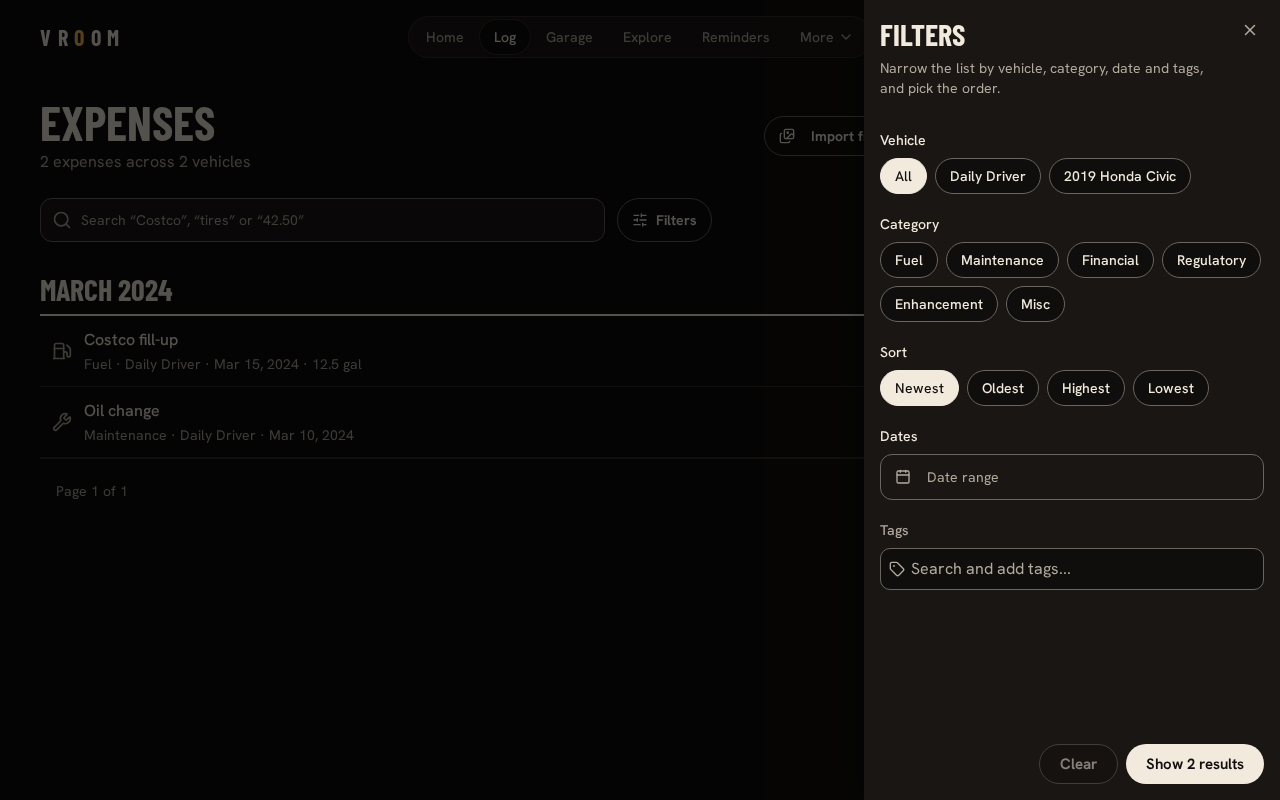 VROOM
Home Log Garage Explore Reminders More
EXPENSES
2 expenses across 2 vehicles
Import f
Search “Costco”, “tires” or “42.50”
Filters
MARCH 2024
Costco fill-up
Fuel · Daily Driver · Mar 15, 2024 · 12.5 gal
Oil change
Maintenance · Daily Driver · Mar 10, 2024
Page 1 of 1
FILTERS
Narrow the list by vehicle, category, date and tags,
and pick the order.
Vehicle
All Daily Driver 2019 Honda Civic
Category
Fuel Maintenance Financial Regulatory
Enhancement Misc
Sort
Newest Oldest Highest Lowest
Dates
Date range
Tags
Search and add tags...
Clear Show 2 results